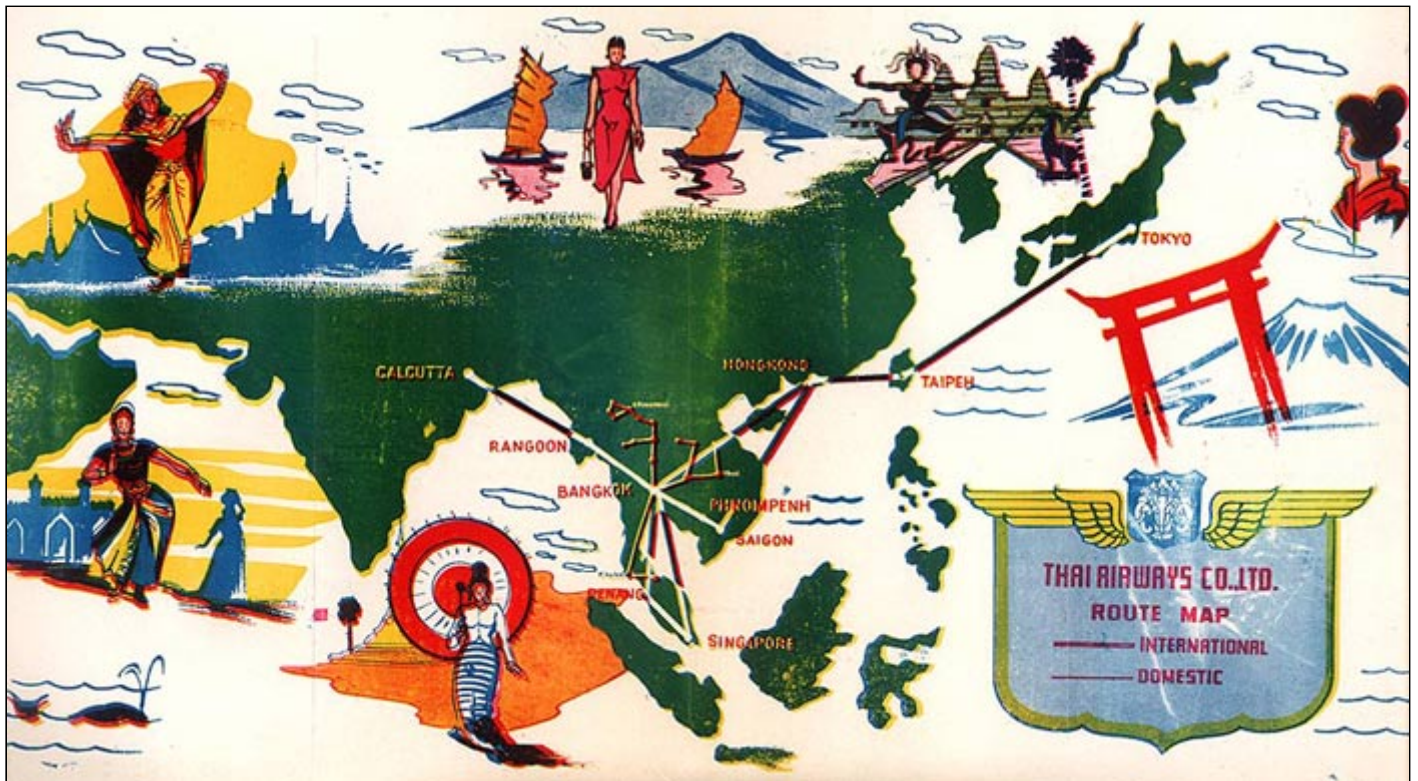 TOKYO
HONGKONG
CALCUTTA
TAIPEH
RANGOON
BANGKOK
PHNOMPENH
SAIGON
PENANG
SINGAPORE
THAI AIRWAYS CO.,LTD.
ROUTE MAP
INTERNATIONAL
DOMESTIC